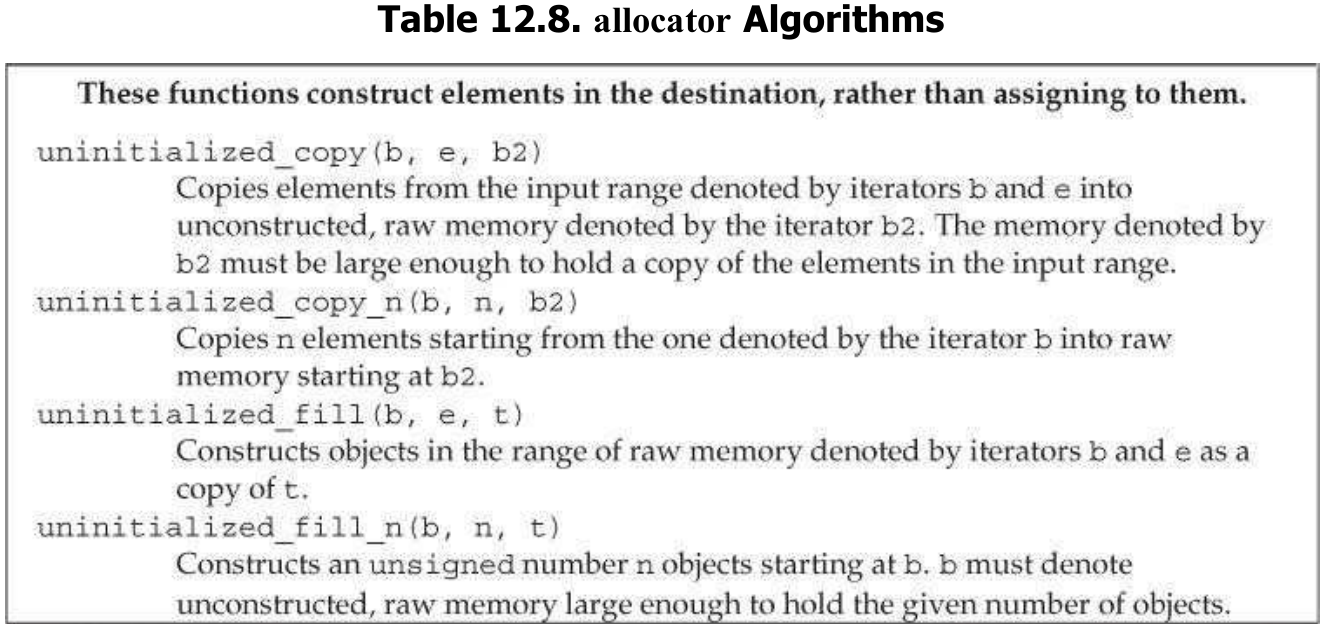 Table 12.8. allocator Algorithms
These functions construct elements in the destination, rather than assigning to them.
uninitialized_copy(b, e, b2)
Copies elements from the input range denoted by iterators b and e into
unconstructed, raw memory denoted by the iterator b2. The memory denoted by
b2 must be large enough to hold a copy of the elements in the input range.
uninitialized_copy_n(b, n, b2)
Copies n elements starting from the one denoted by the iterator b into raw
memory starting at b2.
uninitialized_fill(b, e, t)
Constructs objects in the range of raw memory denoted by iterators b and e as a
copy of t.
uninitialized_fill_n(b, n, t)
Constructs an unsigned number n objects starting at b. b must denote
unconstructed, raw memory large enough to hold the given number of objects.